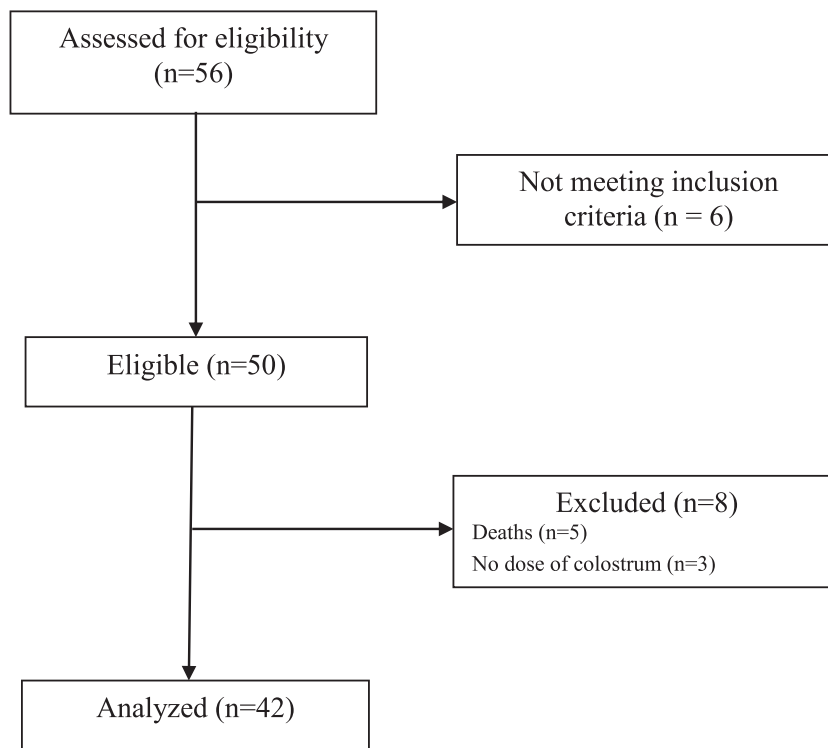 Assessed for eligibility
(n=56)
Not meeting inclusion
criteria (n = 6)
Eligible (n=50)
Excluded (n=8)
Deaths (n=5)
No dose of colostrum (n=3)
Analyzed (n=42)